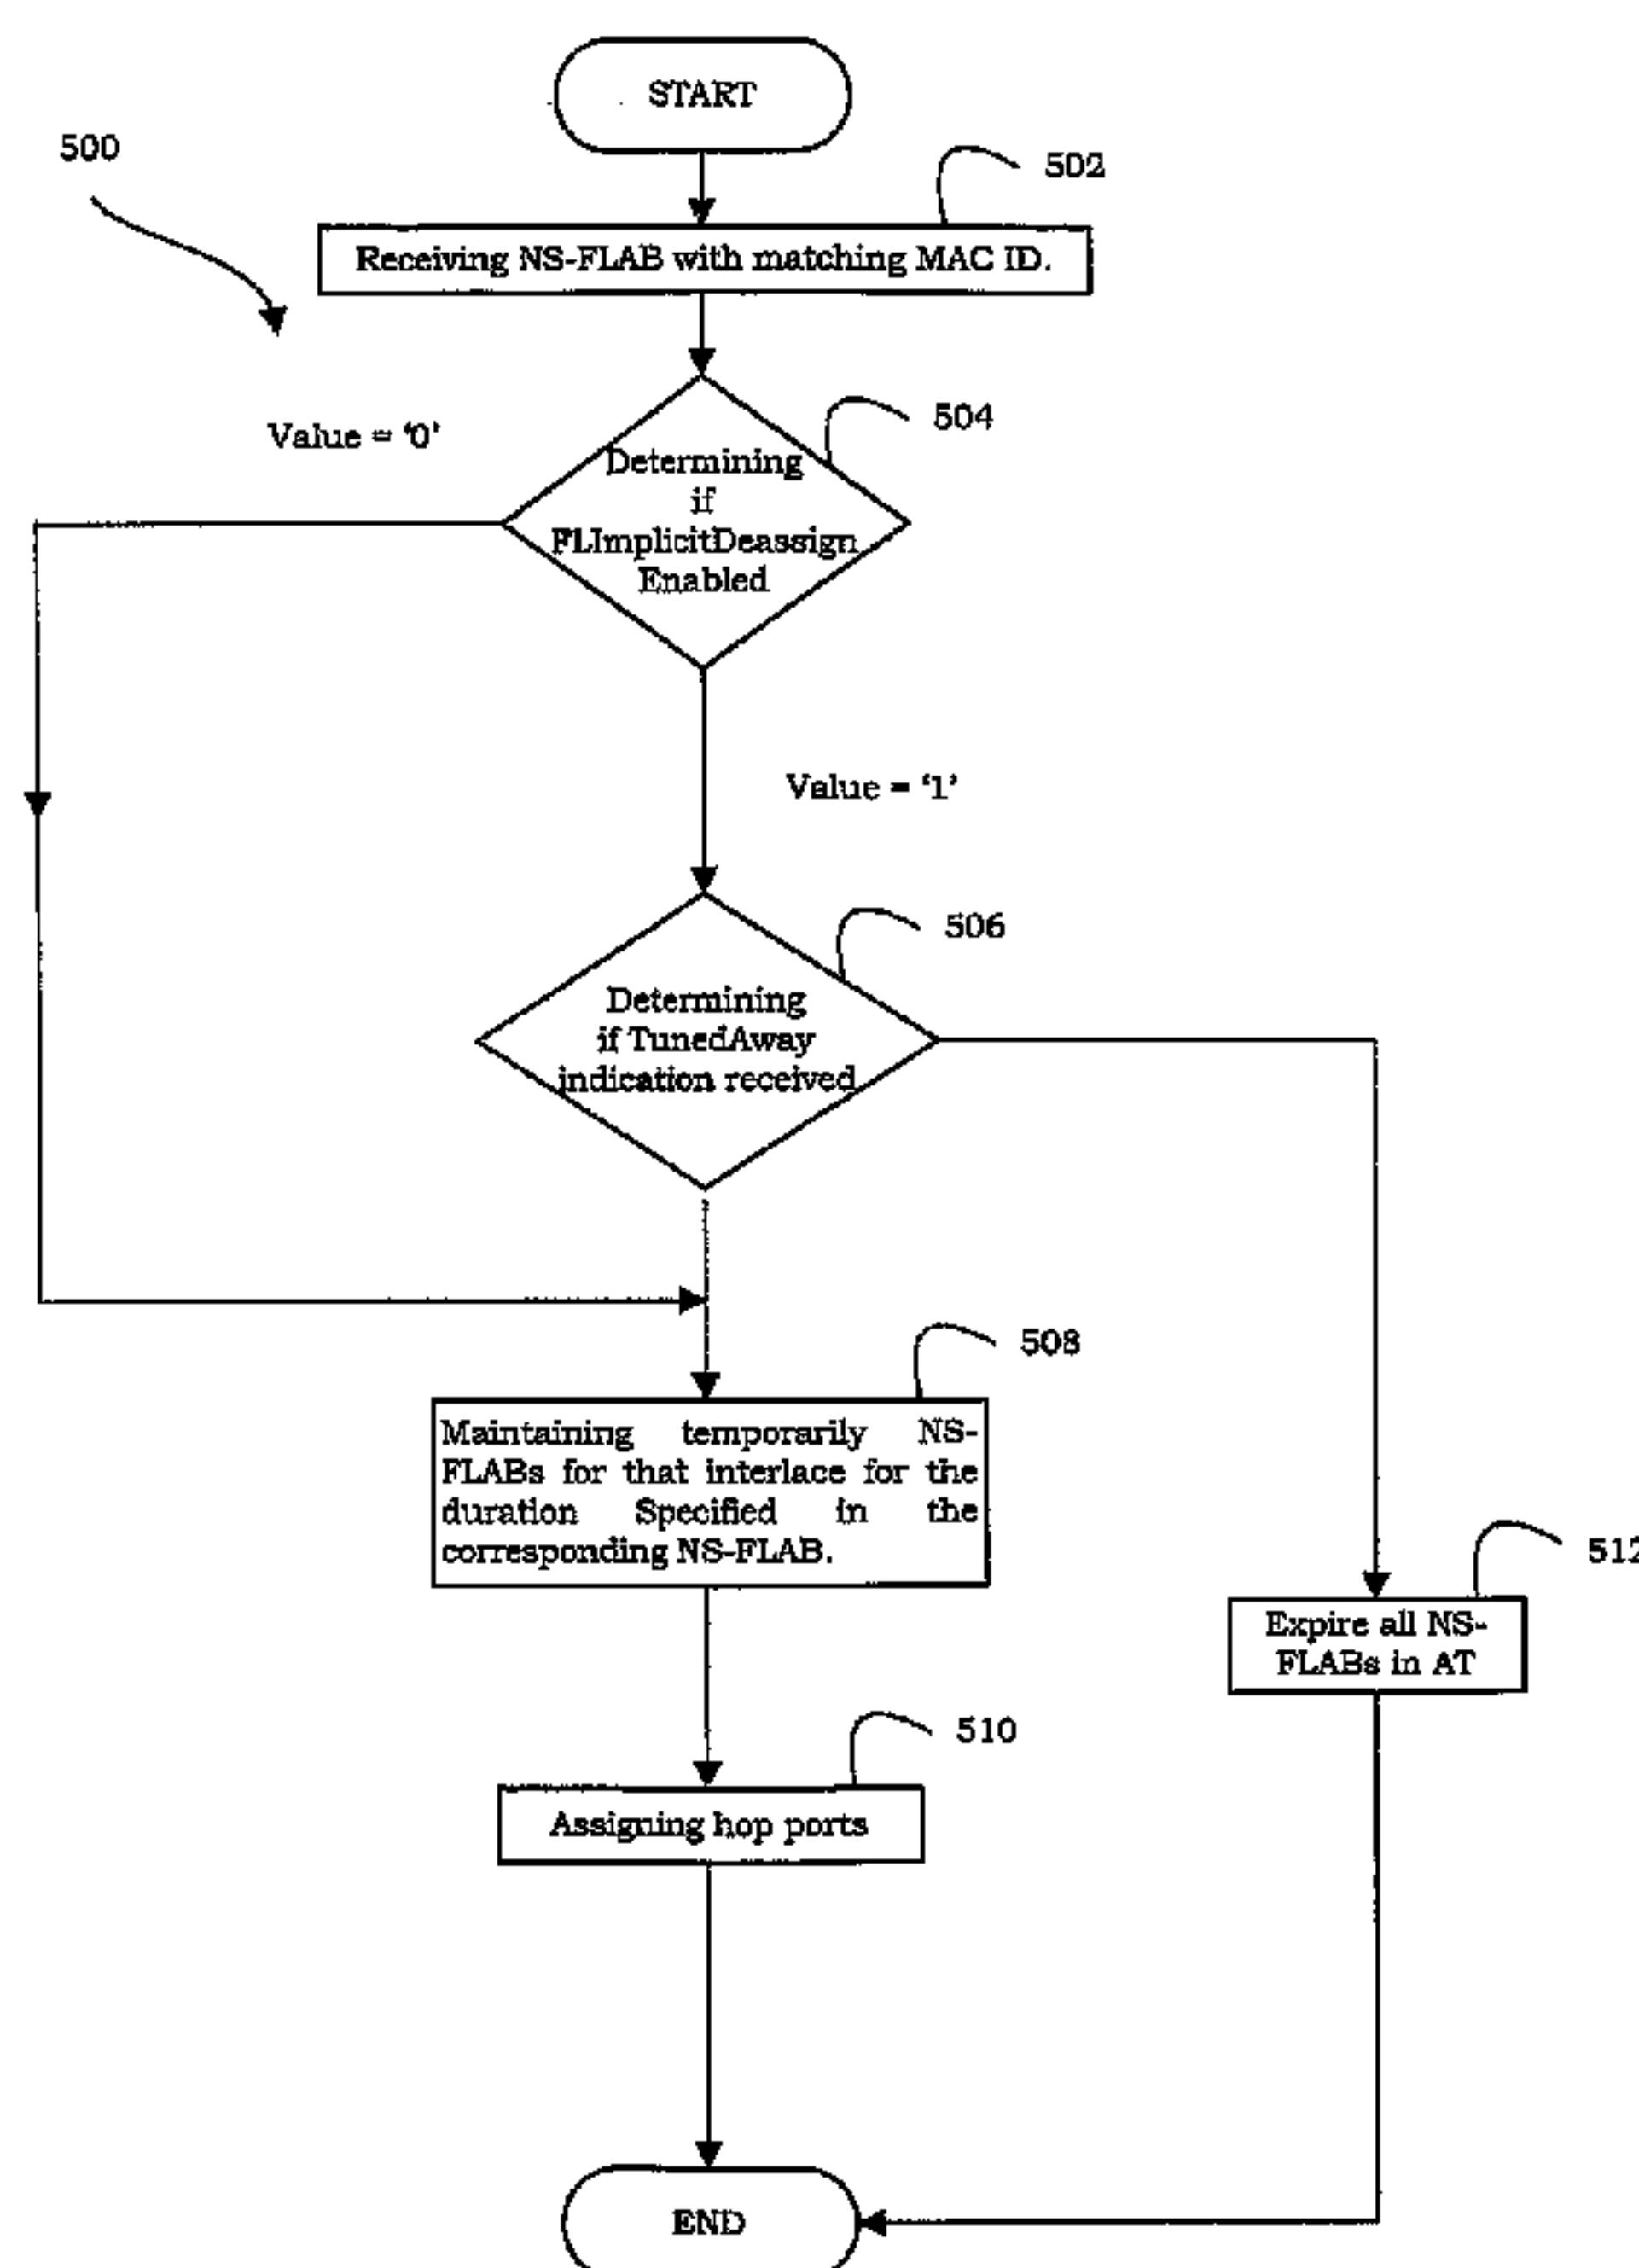 START
500
502
Receiving NS-FLAB with matching MAC ID.
504
Value = '0'
Determining
if
FLImplicitDeassign
Enabled
Value = '1'
506
Determining
if TunedAway
indication received
508
Maintaining temporarily NS-
FLABs for that interlace for the
duration Specified in the
corresponding NS-FLAB.
512
Expire all NS-
FLABs in AT
510
Assigning hop ports
END